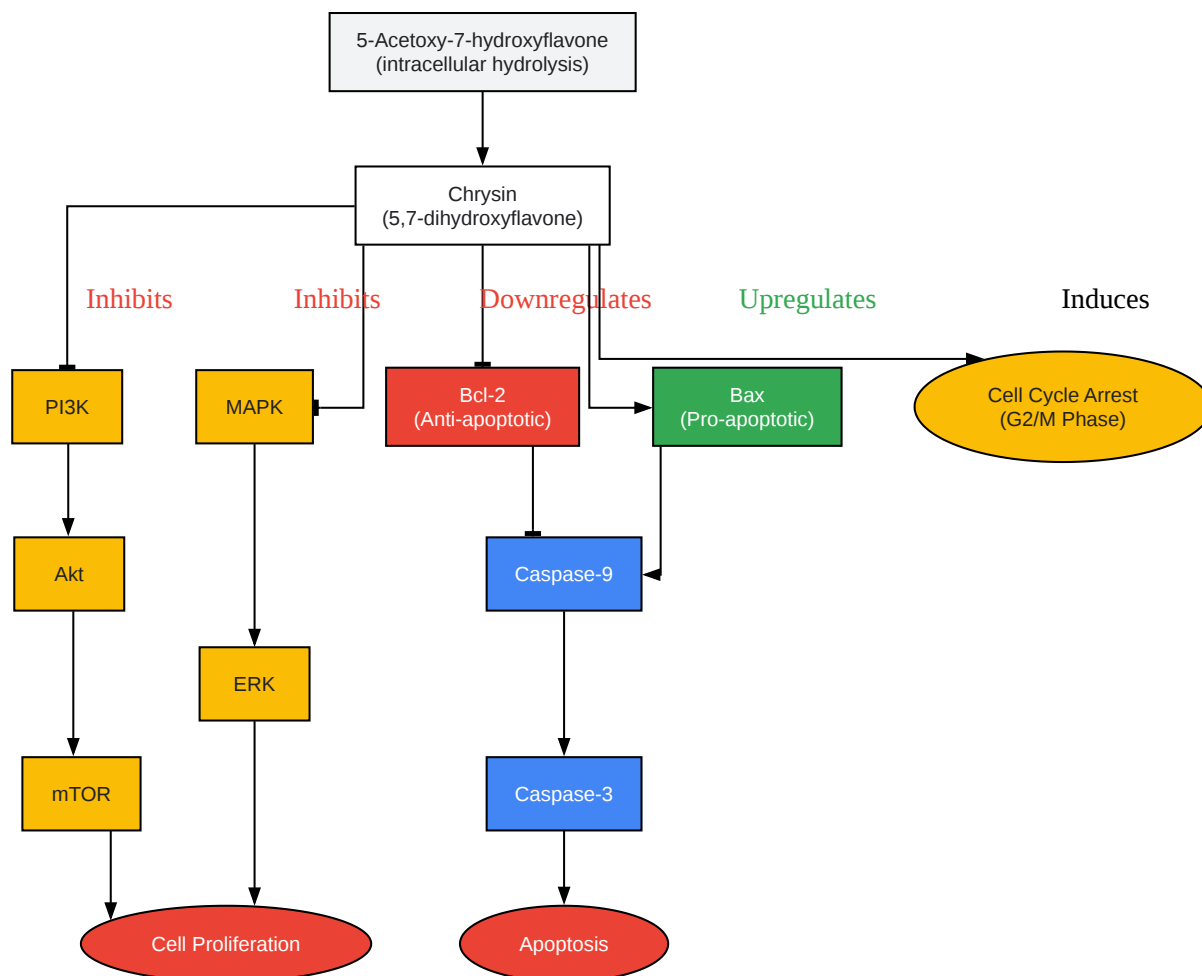 5-Acetoxy-7-hydroxyflavone
(intracellular hydrolysis)
Chrysin
(5,7-dihydroxyflavone)
Inhibits
Inhibits
Downregulates
Upregulates
Induces
PI3K
MAPK
Bcl-2
(Anti-apoptotic)
Bax
(Pro-apoptotic)
Cell Cycle Arrest
(G2/M Phase)
Akt
Caspase-9
ERK
mTOR
Caspase-3
Cell Proliferation
Apoptosis